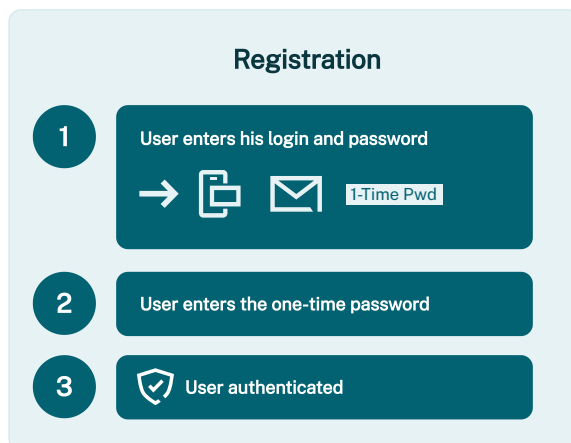 Registration
1
User enters his login and password
1-Time Pwd
2
User enters the one-time password
3
User authenticated